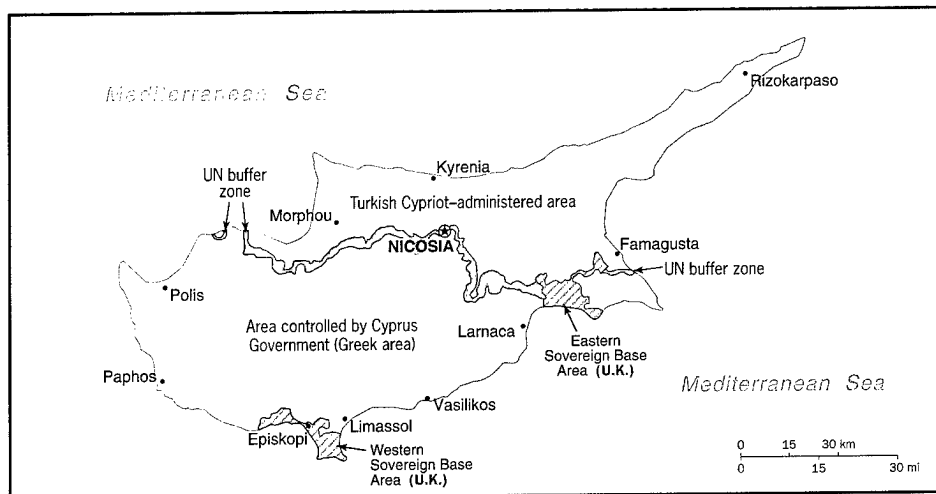 Mediterranean Sea
Rizokarpaso
Kyrenia
UN buffer
zone
Turkish Cypriot–administered area
Morphou
NICOSIA
Famagusta
UN buffer zone
Polis
Area controlled by Cyprus
Government (Greek area)
Larnaca
Eastern
Sovereign Base
Area (U.K.)
Paphos
Mediterranean Sea
Vasilikos
Limassol
Episkopi
Western
Sovereign Base
Area (U.K.)
0 15 30 km
0 15 30 mi